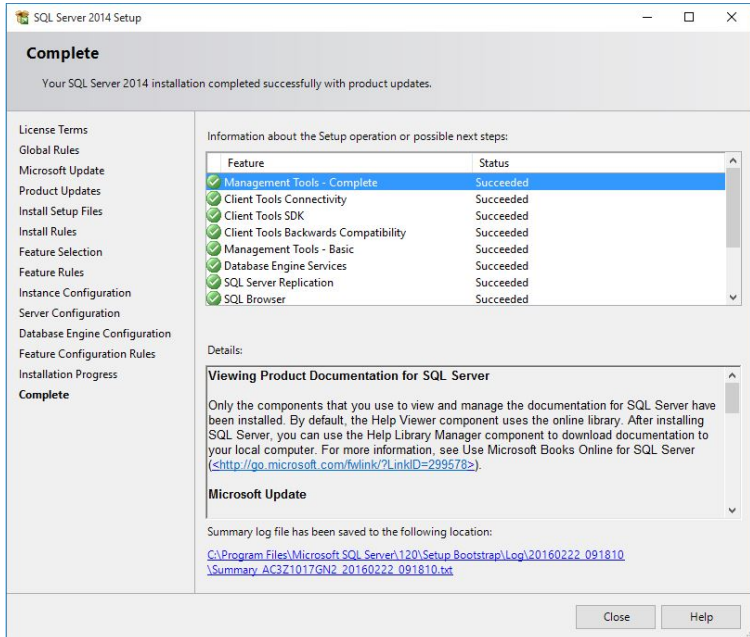 SQL Server 2014 Setup
Complete
Your SQL Server 2014 installation completed successfully with product updates.
License Terms
Global Rules
Microsoft Update
Product Updates
Install Setup Files
Install Rules
Feature Selection
Feature Rules
Instance Configuration
Server Configuration
Database Engine Configuration
Feature Configuration Rules
Installation Progress
Complete
Information about the Setup operation or possible next steps:
Feature Status
Management Tools - Complete Succeeded
Client Tools Connectivity Succeeded
Client Tools SDK Succeeded
Client Tools Backwards Compatibility Succeeded
Management Tools - Basic Succeeded
Database Engine Services Succeeded
SQL Server Replication Succeeded
SQL Browser Succeeded
Details:
Viewing Product Documentation for SQL Server
Only the components that you use to view and manage the documentation for SQL Server have
been installed. By default, the Help Viewer component uses the online library. After installing
SQL Server, you can use the Help Library Manager component to download documentation to
your local computer. For more information, see Use Microsoft Books Online for SQL Server
(<http://go.microsoft.com/fwlink/?LinkID=299578>).
Microsoft Update
Summary log file has been saved to the following location:
C:\Program Files\Microsoft SQL Server\120\Setup Bootstrap\Log\20160222_091810
\Summary_AC3Z1017GN2_20160222_091810.txt
Close Help